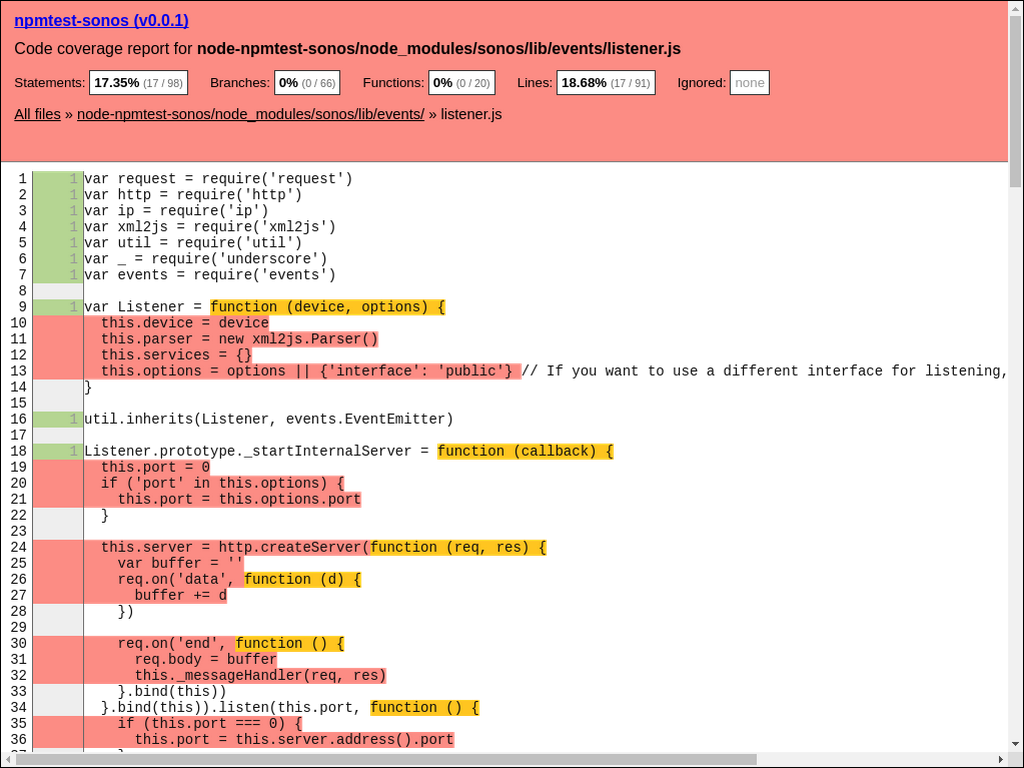 npmtest-sonos (v0.0.1)
Code coverage report for node-npmtest-sonos/node_modules/sonos/lib/events/listener.js
Statements: 17.35% (17 / 98) Branches: 0% (0 / 66) Functions: 0% (0 / 20) Lines: 18.68% (17 / 91) Ignored: none
All files » node-npmtest-sonos/node_modules/sonos/lib/events/ » listener.js
1 1 var request = require('request')
2 1 var http = require('http')
3 1 var ip = require('ip')
4 1 var xml2js = require('xml2js')
5 1 var util = require('util')
6 1 var _ = require('underscore')
7 1 var events = require('events')
8
9 1 var Listener = function (device, options) {
10 this.device = device
11 this.parser = new xml2js.Parser()
12 this.services = {}
13 this.options = options || {'interface': 'public'} // If you want to use a different interface for listening,
14 }
15
16 1 util.inherits(Listener, events.EventEmitter)
17
18 1 Listener.prototype._startInternalServer = function (callback) {
19 this.port = 0
20 if ('port' in this.options) {
21 this.port = this.options.port
22 }
23
24 this.server = http.createServer(function (req, res) {
25 var buffer = ''
26 req.on('data', function (d) {
27 buffer += d
28 })
29
30 req.on('end', function () {
31 req.body = buffer
32 this._messageHandler(req, res)
33 }.bind(this))
34 }.bind(this)).listen(this.port, function () {
35 if (this.port === 0) {
36 this.port = this.server.address().port